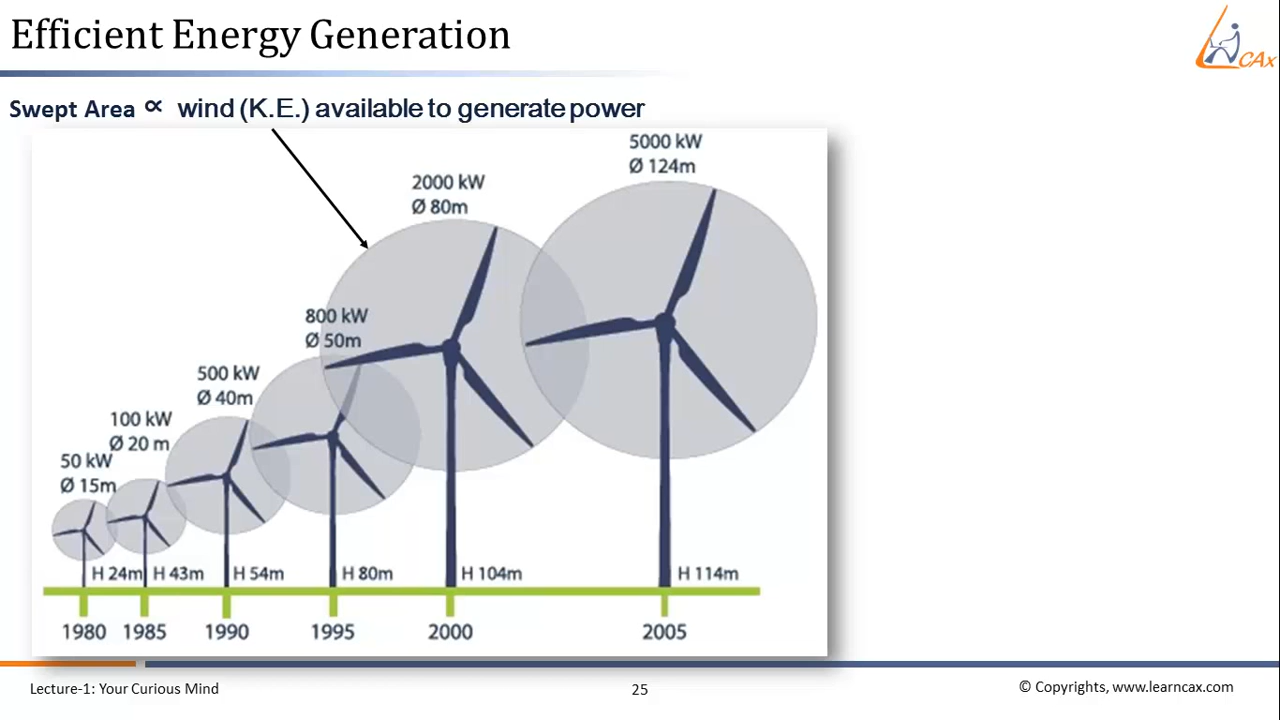 Efficient Energy Generation
CAx
Swept Area ∝ wind (K.E.) available to generate power
5000 kW
Ø 124m
2000 kW
Ø 80m
800 kW
Ø 50m
500 kW
Ø 40m
100 kW
Ø 20 m
50 kW
Ø 15m
H 24m H 43m H 54m H 80m H 104m H 114m
1980 1985 1990 1995 2000 2005
Lecture-1: Your Curious Mind 25 © Copyrights, www.learncax.com